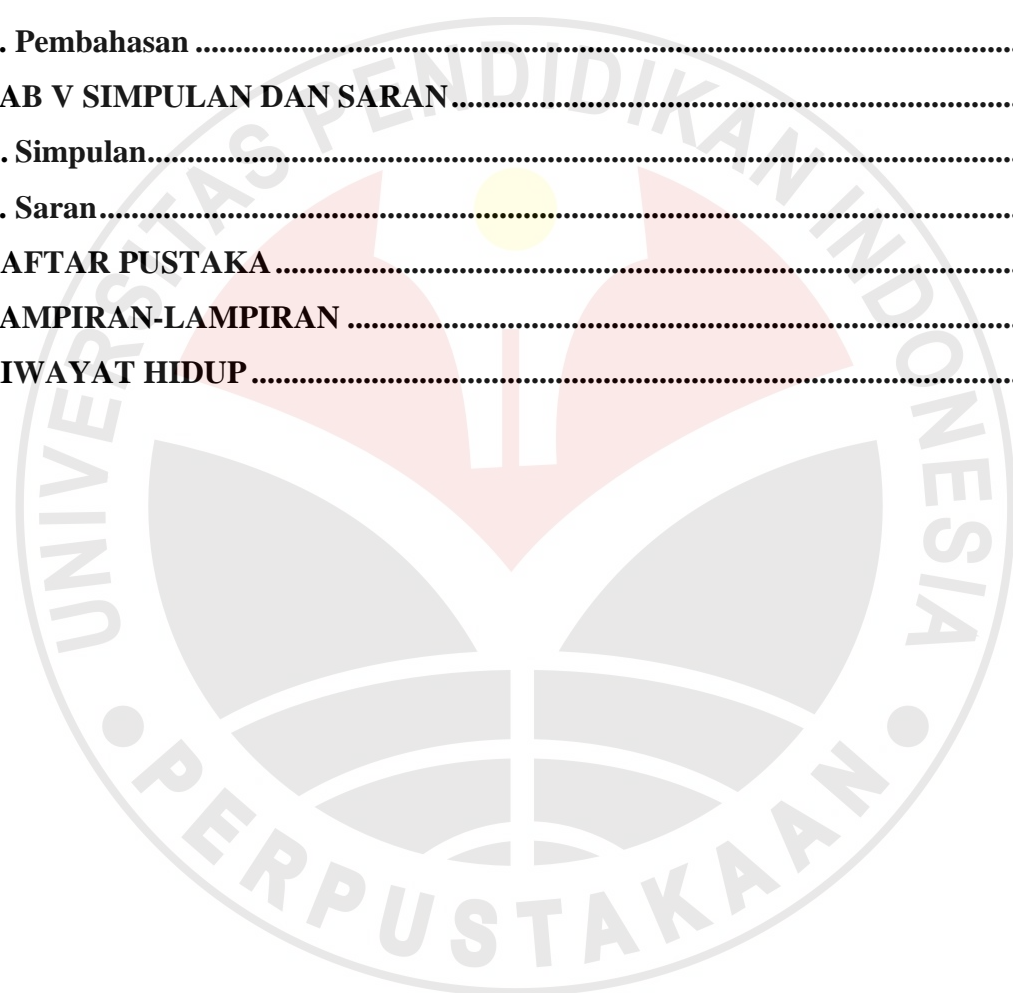 . Pembahasan ....................................................................................................
AB V SIMPULAN DAN SARAN....................................................................
. Simpulan...........................................................................................................
. Saran.................................................................................................................
AFTAR PUSTAKA ...........................................................................................
AMPIRAN-LAMPIRAN ..................................................................................
IWAYAT HIDUP ..............................................................................................
UNIVERSITAS PENDIDIKAN INDONESIA
PERPUSTAKAAN